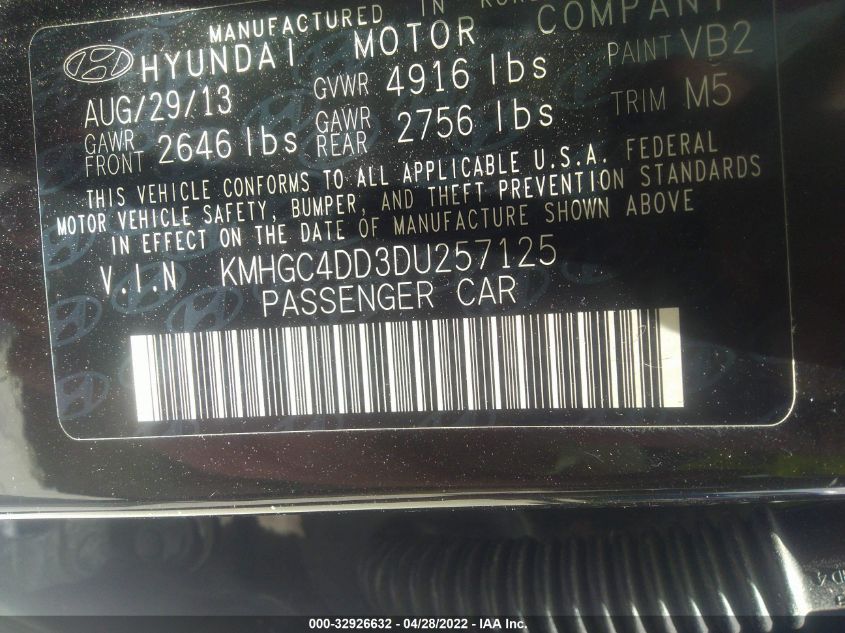 MANUFACTURED IN
HYUNDAI MOTOR COMPANY
AUG/29/13 GVWR 4916 lbs PAINT VB2
GAWR FRONT 2646 lbs GAWR REAR 2756 lbs TRIM M5
THIS VEHICLE CONFORMS TO ALL APPLICABLE U.S.A. FEDERAL
MOTOR VEHICLE SAFETY, BUMPER, AND THEFT PREVENTION STANDARDS
IN EFFECT ON THE DATE OF MANUFACTURE SHOWN ABOVE
V.I.N KMHGC4DD3DU257125
PASSENGER CAR
000-32926632 - 04/28/2022 - IAA Inc.